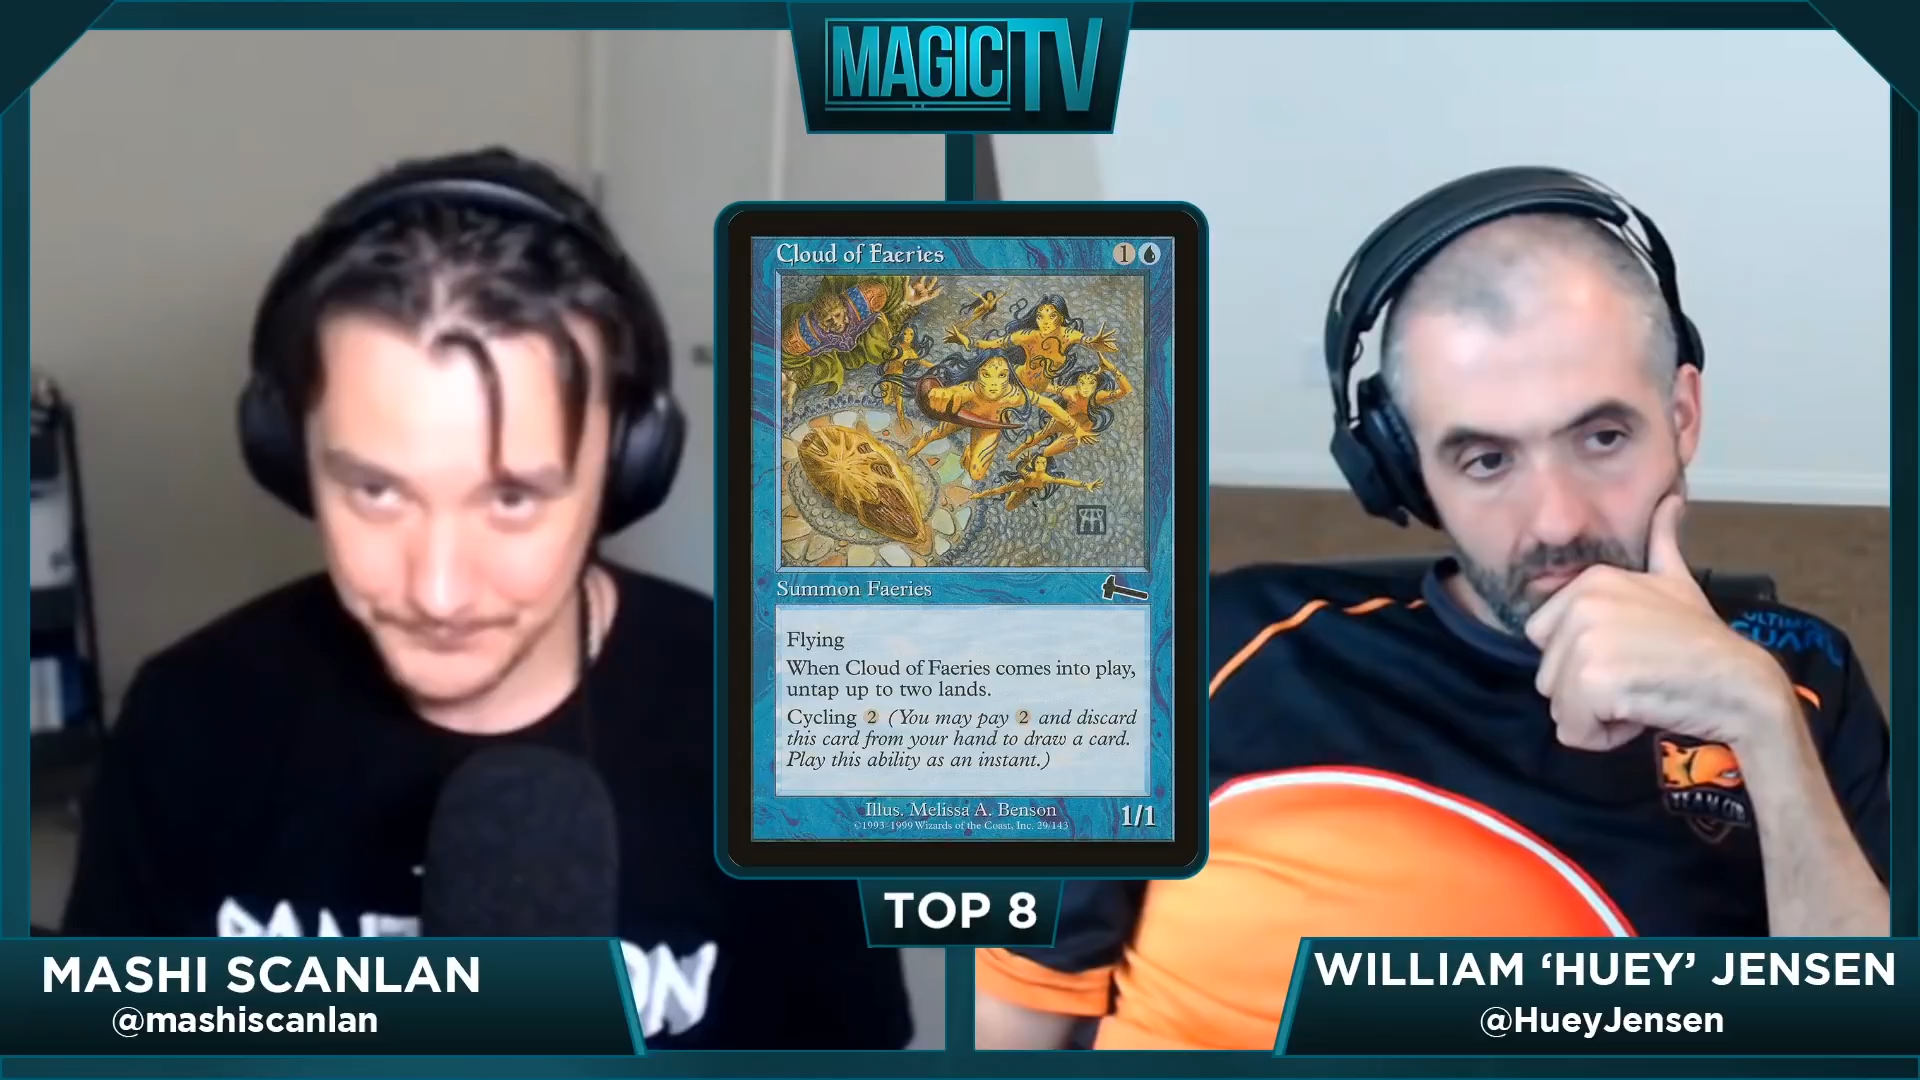 MAGIC TV
Cloud of Faeries 1
Summon Faeries
Flying
When Cloud of Faeries comes into play,
untap up to two lands.
Cycling 2 (You may pay 2 and discard
this card from your hand to draw a card.
Play this ability as an instant.)
Illus. Melissa A. Benson
©1993-1999 Wizards of the Coast, Inc. 29/143
1/1
ULTIMA
GUAR
TEAM
TOP 8
MASHI SCANLAN
@mashiscanlan
WILLIAM ‘HUEY’ JENSEN
@HueyJensen